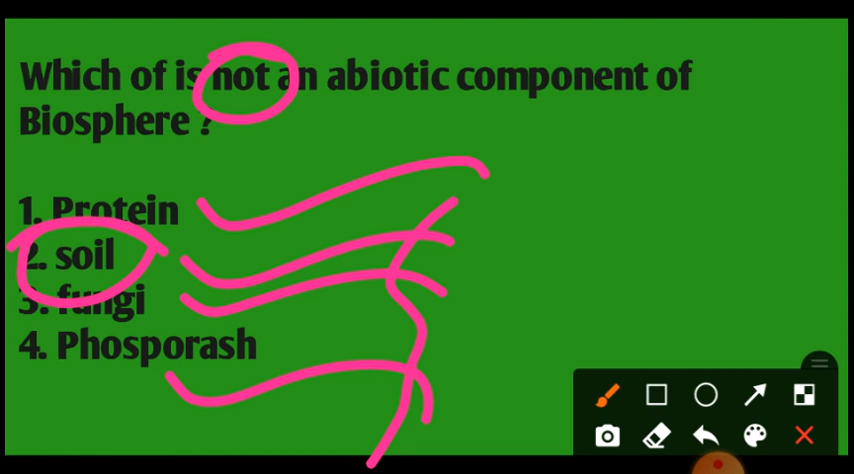 Which of is not an abiotic component of
Biosphere ?
1. Protein
2. soil
3. fungi
4. Phosporash